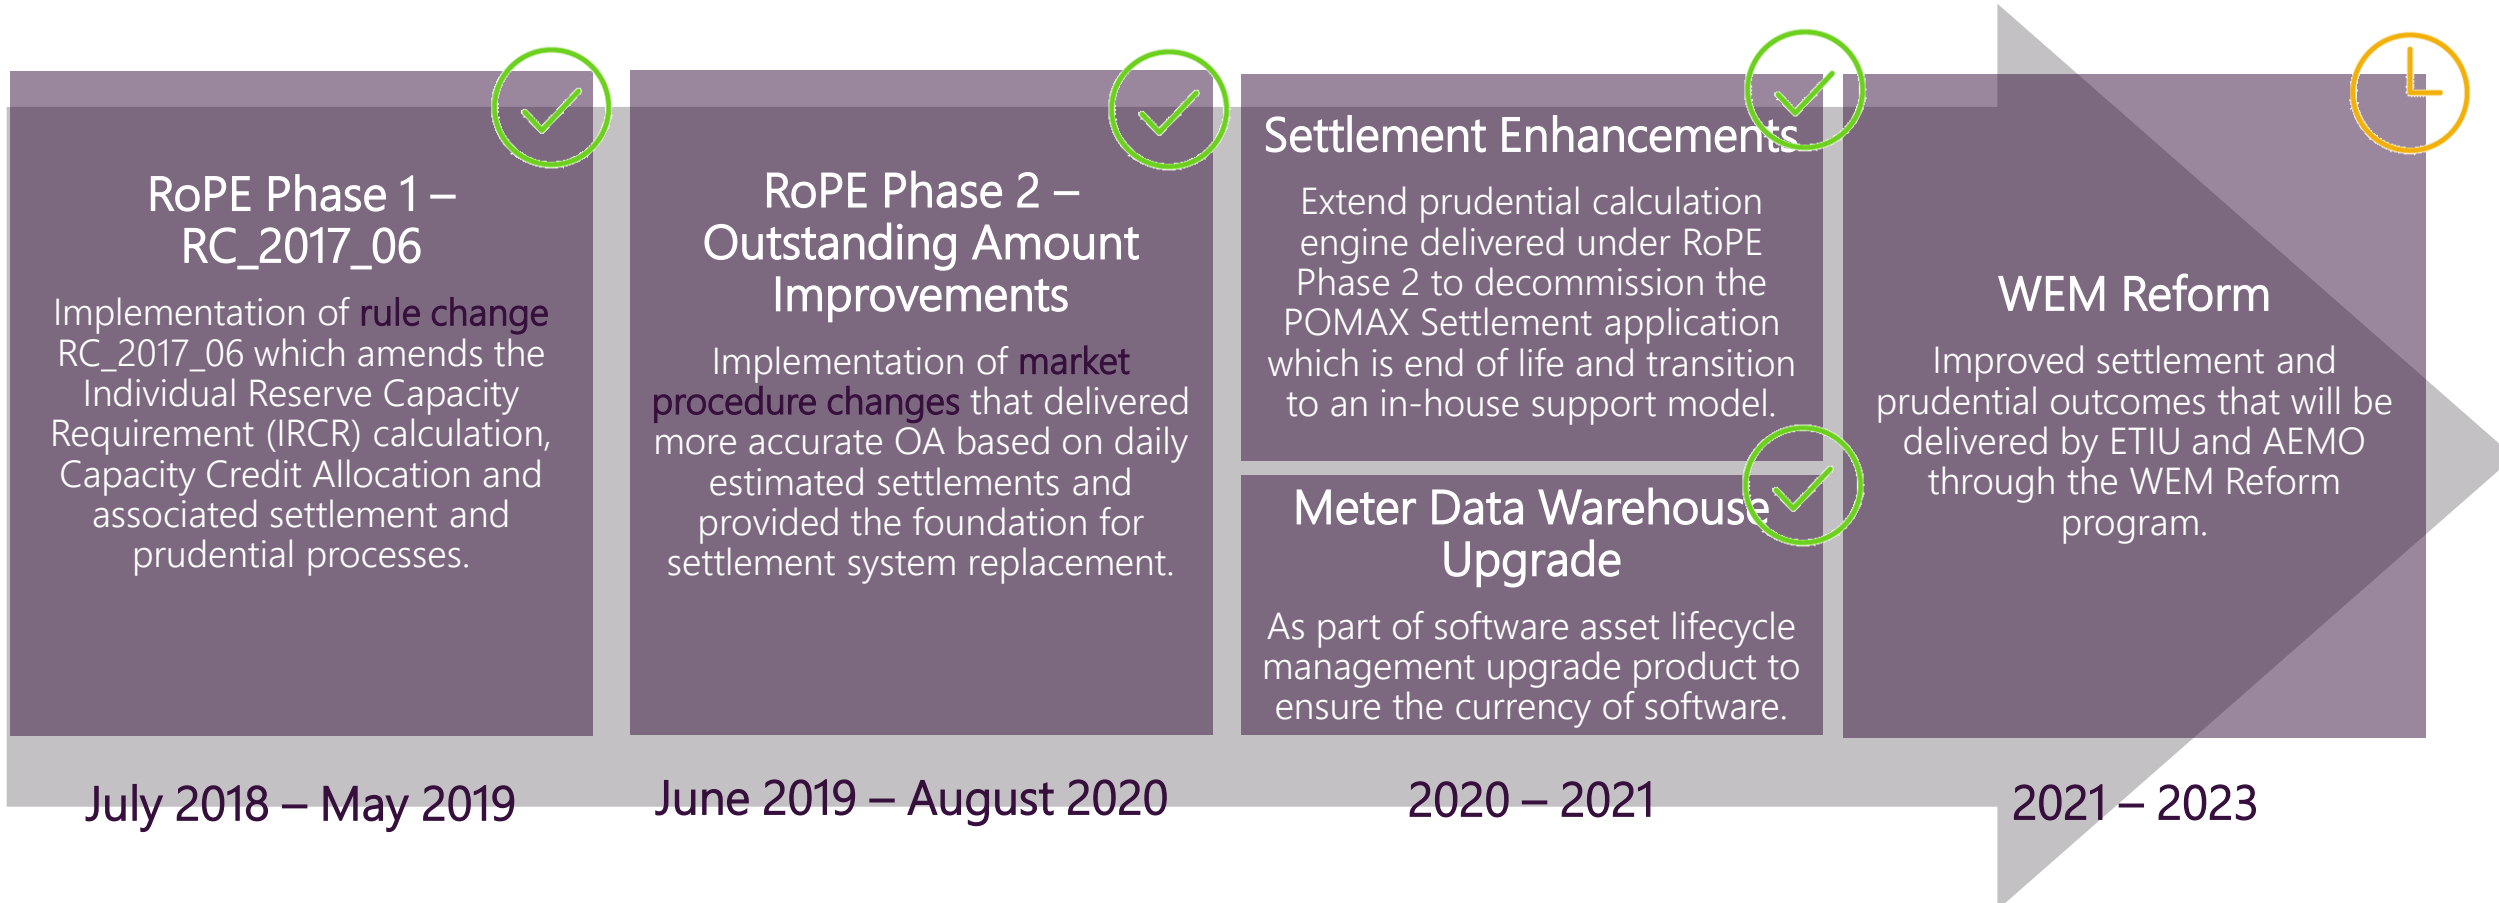 RoPE Phase 1 –
RC_2017_06
Implementation of rule change
RC_2017_06 which amends the
Individual Reserve Capacity
Requirement (IRCR) calculation,
Capacity Credit Allocation and
associated settlement and
prudential processes.
July 2018 – May 2019
RoPE Phase 2 –
Outstanding Amount
Improvements
Implementation of market
procedure changes that delivered
more accurate OA based on daily
estimated settlements and
provided the foundation for
settlement system replacement.
June 2019 – August 2020
Settlement Enhancements
Extend prudential calculation
engine delivered under RoPE
Phase 2 to decommission the
POMAX Settlement application
which is end of life and transition
to an in-house support model.
Meter Data Warehouse
Upgrade
As part of software asset lifecycle
management upgrade product to
ensure the currency of software.
2020 – 2021
WEM Reform
Improved settlement and
prudential outcomes that will be
delivered by ETIU and AEMO
through the WEM Reform
program.
2021 – 2023